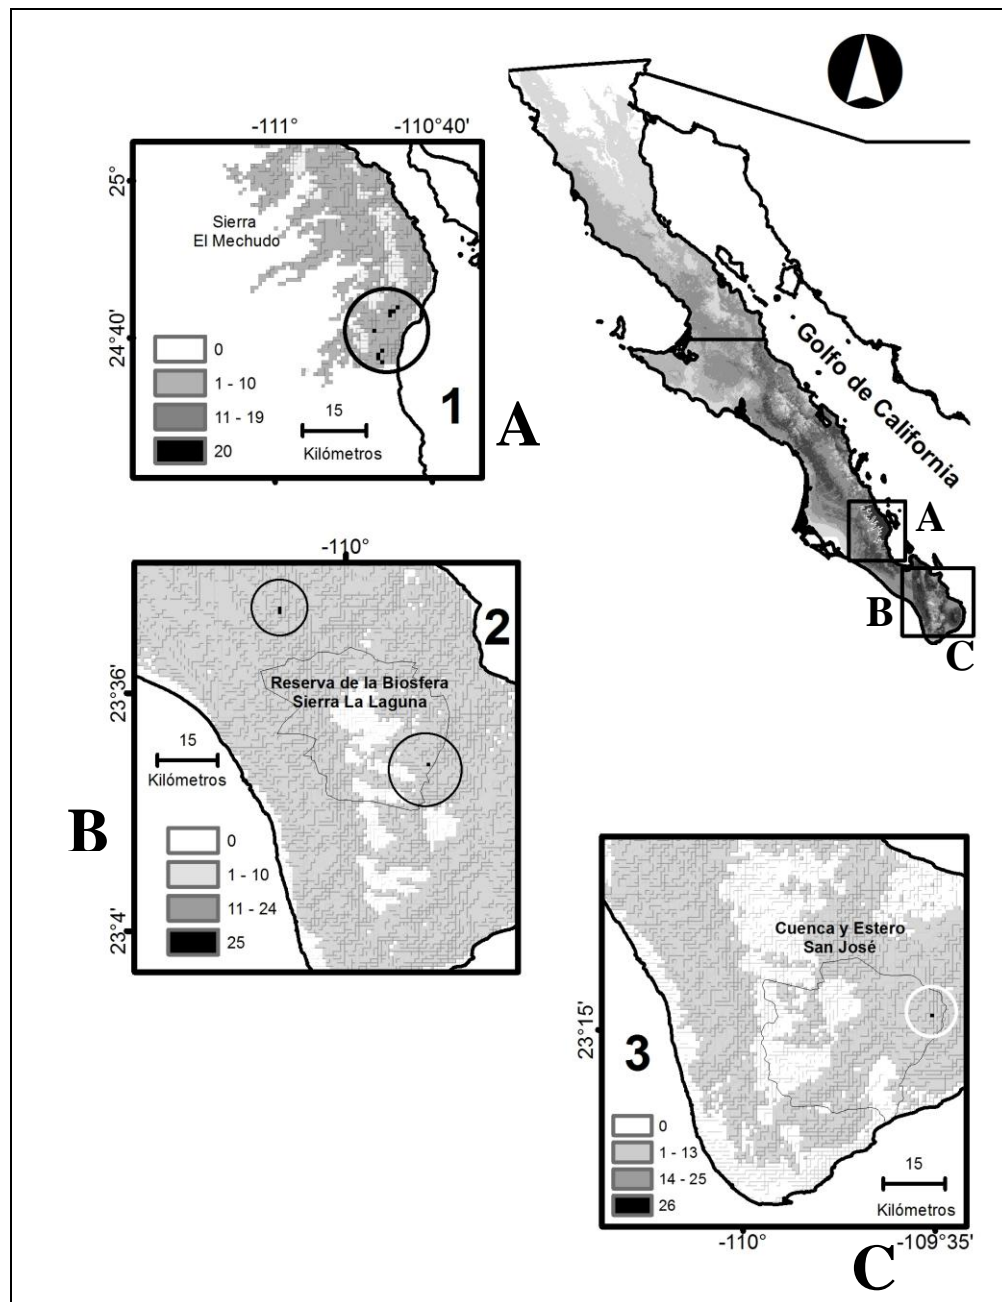 -111°
-110°40'
25°
24°40'
Sierra
El Mechudo
0
1 - 10
11 - 19
20
15
Kilómetros
1
A
Golfo de California
A
B
C
-110°
2
23°36'
23°4'
Reserva de la Biosfera
Sierra La Laguna
15
Kilómetros
B
0
1 - 10
11 - 24
25
Cuenca y Estero
San José
23°15'
3
0
1 - 13
14 - 25
26
15
Kilómetros
-110°
-109°35'
C